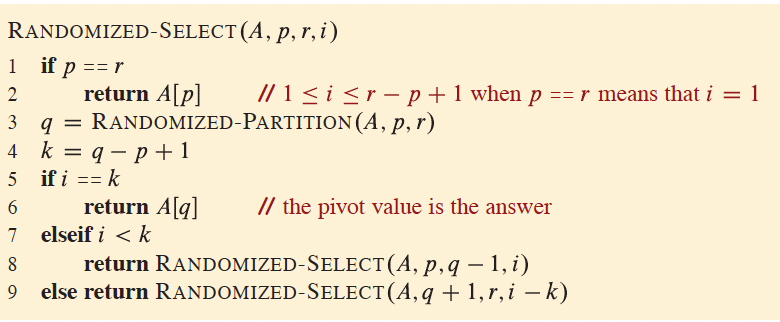 RANDOMIZED-SELECT(A, p, r, i)
1 if p == r
2 return A[p] // 1 ≤ i ≤ r − p + 1 when p == r means that i = 1
3 q = RANDOMIZED-PARTITION(A, p, r)
4 k = q − p + 1
5 if i == k
6 return A[q] // the pivot value is the answer
7 elseif i < k
8 return RANDOMIZED-SELECT(A, p, q − 1, i)
9 else return RANDOMIZED-SELECT(A, q + 1, r, i − k)